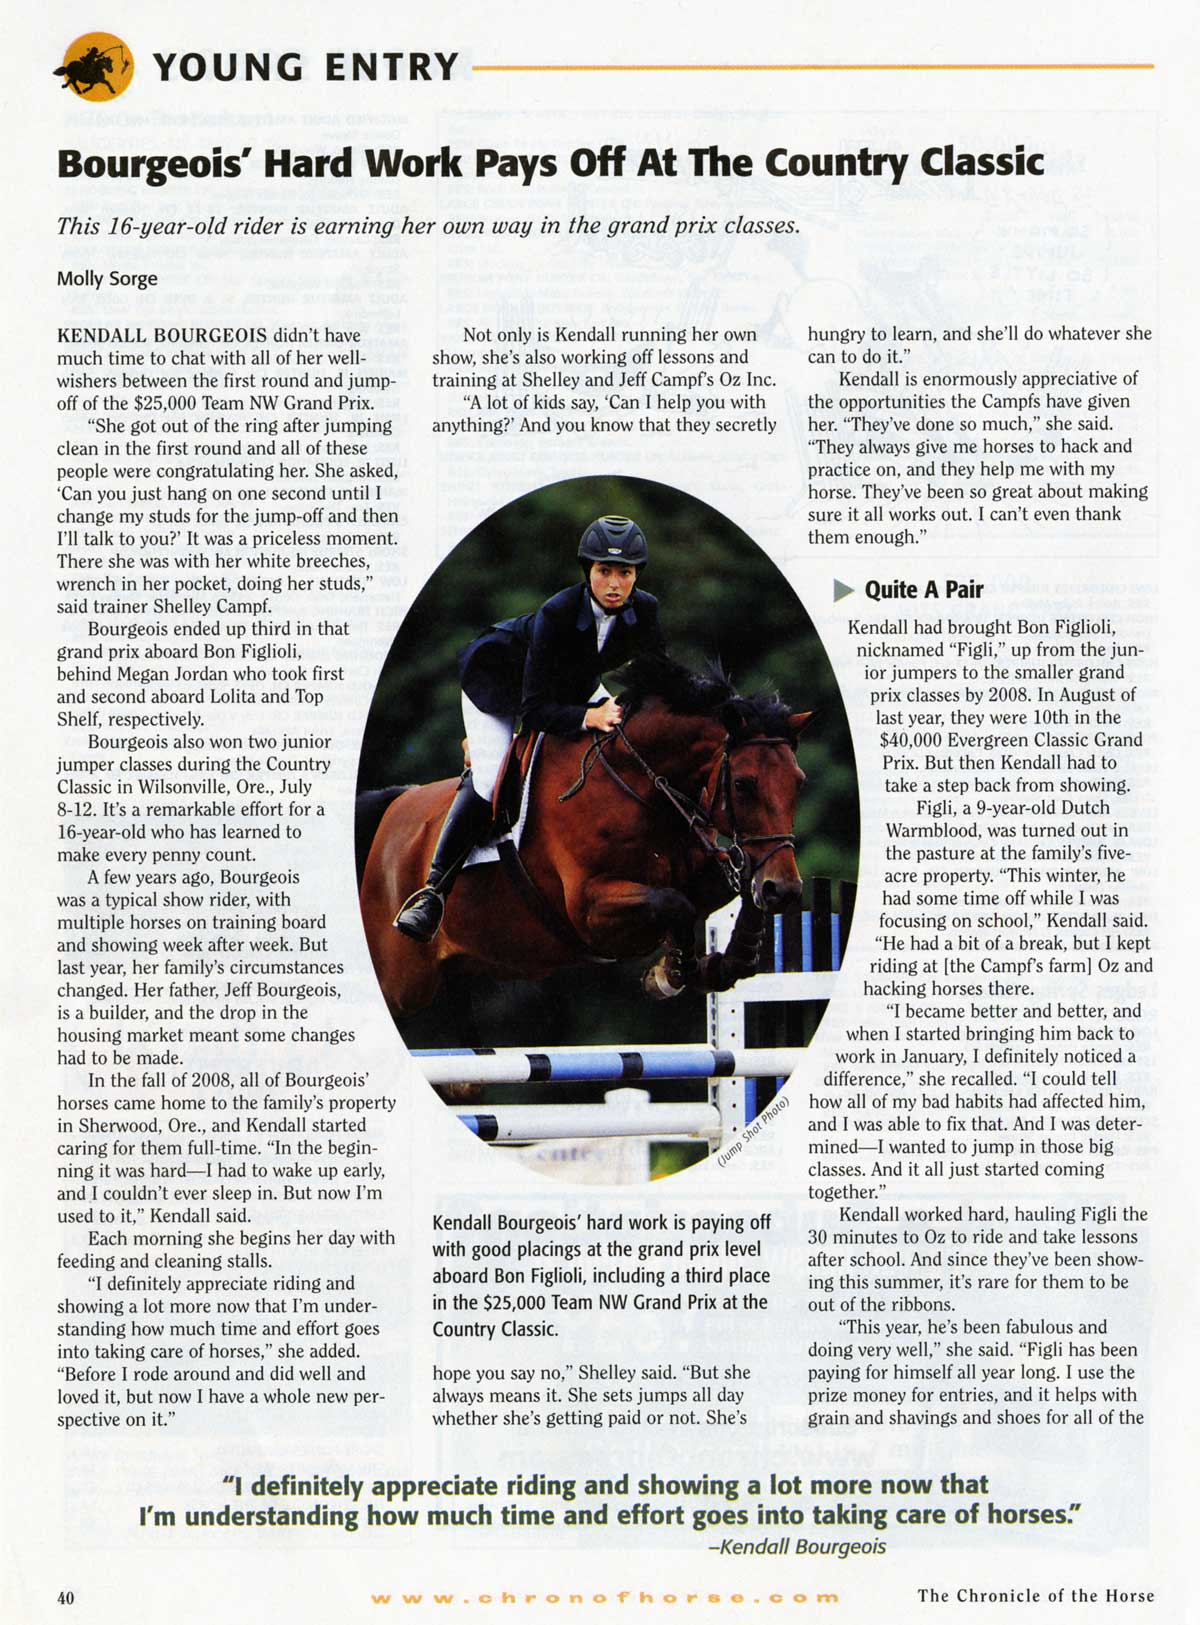 YOUNG ENTRY
Bourgeois' Hard Work Pays Off At The Country Classic
This 16-year-old rider is earning her own way in the grand prix classes.
Molly Sorge
KENDALL BOURGEOIS didn't have
much time to chat with all of her well-
wishers between the first round and jump-
off of the $25,000 Team NW Grand Prix.
"She got out of the ring after jumping
clean in the first round and all of these
people were congratulating her. She asked,
'Can you just hang on one second until I
change my studs for the jump-off and then
I'll talk to you?' It was a priceless moment.
There she was with her white breeches,
wrench in her pocket, doing her studs,"
said trainer Shelley Campf.
Bourgeois ended up third in that
grand prix aboard Bon Figlioli,
behind Megan Jordan who took first
and second aboard Lolita and Top
Shelf, respectively.
Bourgeois also won two junior
jumper classes during the Country
Classic in Wilsonville, Ore., July
8-12. It's a remarkable effort for a
16-year-old who has learned to
make every penny count.
A few years ago, Bourgeois
was a typical show rider, with
multiple horses on training board
and showing week after week. But
last year, her family's circumstances
changed. Her father, Jeff Bourgeois,
is a builder, and the drop in the
housing market meant some changes
had to be made.
In the fall of 2008, all of Bourgeois'
horses came home to the family's property
in Sherwood, Ore., and Kendall started
caring for them full-time. "In the begin-
ning it was hard—I had to wake up early,
and I couldn't ever sleep in. But now I'm
used to it," Kendall said.
Each morning she begins her day with
feeding and cleaning stalls.
"I definitely appreciate riding and
showing a lot more now that I'm under-
standing how much time and effort goes
into taking care of horses," she added.
"Before I rode around and did well and
loved it, but now I have a whole new per-
spective on it."
Not only is Kendall running her own
show, she's also working off lessons and
training at Shelley and Jeff Campf's Oz Inc.
"A lot of kids say, 'Can I help you with
anything?' And you know that they secretly
(Jump Shot Photo)
Kendall Bourgeois' hard work is paying off
with good placings at the grand prix level
aboard Bon Figlioli, including a third place
in the $25,000 Team NW Grand Prix at the
Country Classic.
hope you say no," Shelley said. "But she
always means it. She sets jumps all day
whether she's getting paid or not. She's
hungry to learn, and she'll do whatever she
can to do it."
Kendall is enormously appreciative of
the opportunities the Campfs have given
her. "They've done so much," she said.
"They always give me horses to hack and
practice on, and they help me with my
horse. They've been so great about making
sure it all works out. I can't even thank
them enough."
Quite A Pair
Kendall had brought Bon Figlioli,
nicknamed "Figli," up from the jun-
ior jumpers to the smaller grand
prix classes by 2008. In August of
last year, they were 10th in the
$40,000 Evergreen Classic Grand
Prix. But then Kendall had to
take a step back from showing.
Figli, a 9-year-old Dutch
Warmblood, was turned out in
the pasture at the family's five-
acre property. "This winter, he
had some time off while I was
focusing on school," Kendall said.
"He had a bit of a break, but I kept
riding at [the Campf's farm] Oz and
hacking horses there.
"I became better and better, and
when I started bringing him back to
work in January, I definitely noticed a
difference," she recalled. "I could tell
how all of my bad habits had affected him,
and I was able to fix that. And I was deter-
mined—I wanted to jump in those big
classes. And it all just started coming
together."
Kendall worked hard, hauling Figli the
30 minutes to Oz to ride and take lessons
after school. And since they've been show-
ing this summer, it's rare for them to be
out of the ribbons.
"This year, he's been fabulous and
doing very well," she said. "Figli has been
paying for himself all year long. I use the
prize money for entries, and it helps with
grain and shavings and shoes for all of the
"I definitely appreciate riding and showing a lot more now that
I'm understanding how much time and effort goes into taking care of horses."
–Kendall Bourgeois
40
www.chronofhorse.com
The Chronicle of the Horse